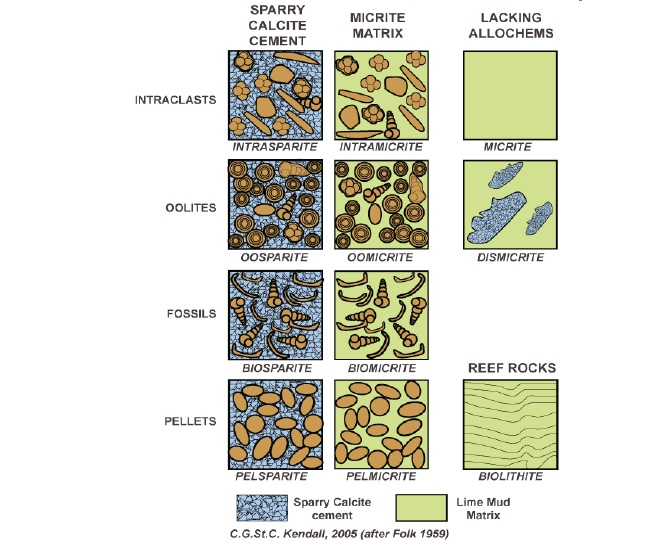 SPARRY
CALCITE
CEMENT
MICRITE
MATRIX
LACKING
ALLOCHEMS
INTRACLASTS
INTRASPARITE
INTRAMICRITE
MICRITE
OOLITES
OOSPARITE
OOMICRITE
DISMICRITE
FOSSILS
BIOSPARITE
BIOMICRITE
REEF ROCKS
PELLETS
PELSPARITE
PELMICRITE
BIOLITHITE
Sparry Calcite
cement
Lime Mud
Matrix
C.G.St.C. Kendall, 2005 (after Folk 1959)